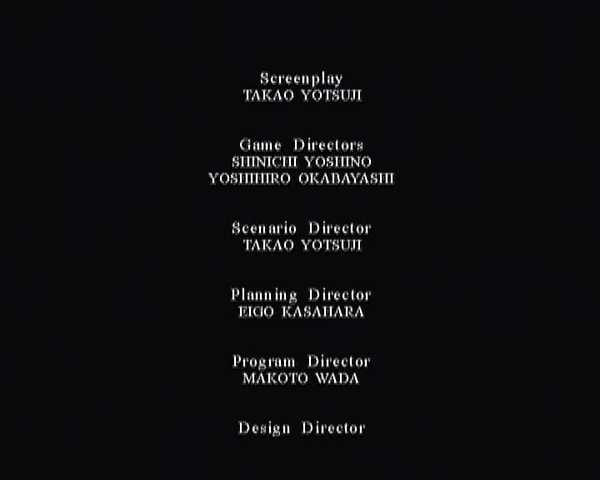 Screenplay
TAKAO YOTSUJI
Game Directors
SHINICHI YOSHINO
YOSHIHIRO OKABAYASHI
Scenario Director
TAKAO YOTSUJI
Planning Director
EIGO KASAHARA
Program Director
MAKOTO WADA
Design Director